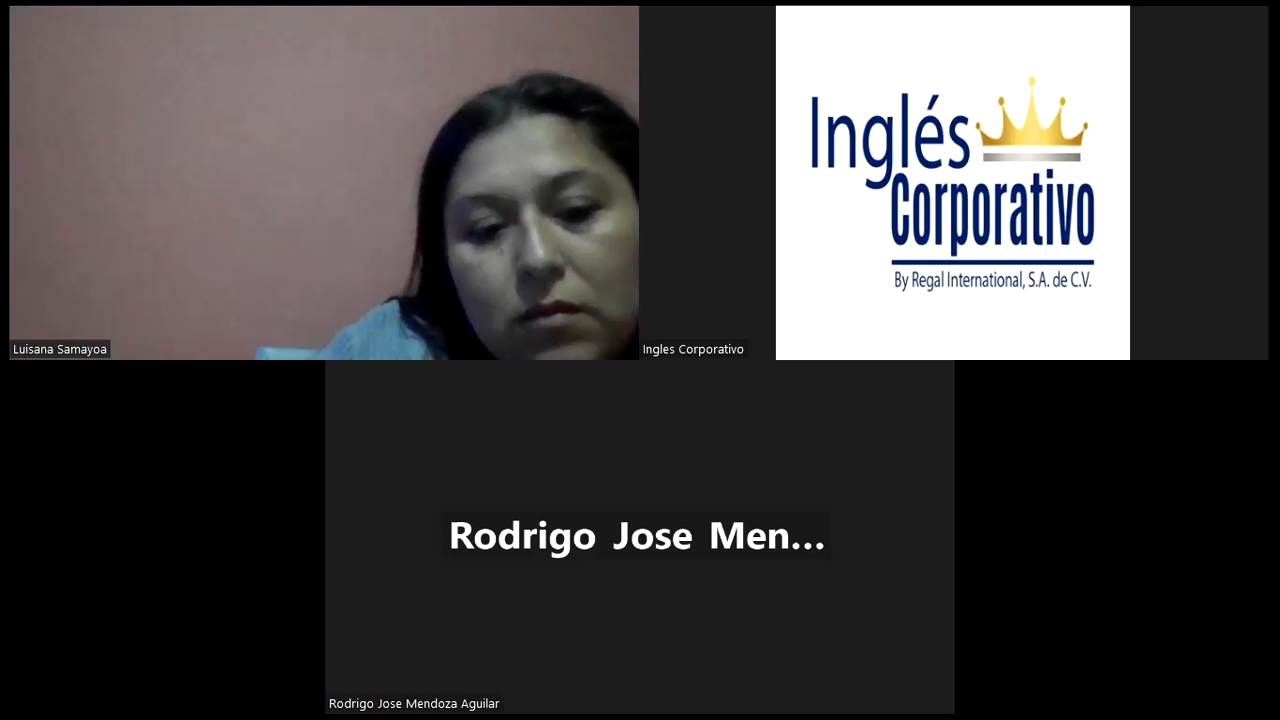 Inglés
Corporativo
By Regal International, S.A. de C.V.
Luisana Samayoa
Ingles Corporativo
Rodrigo Jose Men...
Rodrigo Jose Mendoza Aguilar